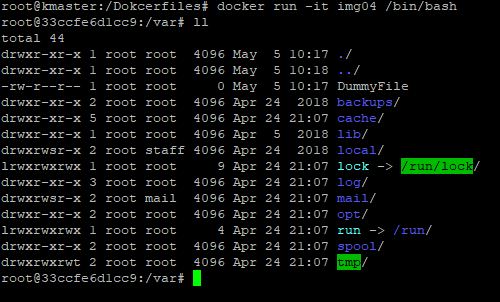 root@kmaster:/Dokcerfiles# docker run -it img04 /bin/bash
root@33ccfe6d1cc9:/var# ll
total 44
drwxr-xr-x 1 root root  4096 May  5 10:17 ./
drwxr-xr-x 1 root root  4096 May  5 10:18 ../
-rw-r--r-- 1 root root     0 May  5 10:17 DummyFile
drwxr-xr-x 2 root root  4096 Apr 24  2018 backups/
drwxr-xr-x 5 root root  4096 Apr 24 21:07 cache/
drwxr-xr-x 1 root root  4096 Apr  5  2018 lib/
drwxrwsr-x 2 root staff 4096 Apr 24  2018 local/
lrwxrwxrwx 1 root root     9 Apr 24 21:07 lock -> /run/lock/
drwxr-xr-x 3 root root  4096 Apr 24 21:07 log/
drwxrwsr-x 2 root mail  4096 Apr 24 21:07 mail/
drwxr-xr-x 2 root root  4096 Apr 24 21:07 opt/
lrwxrwxrwx 1 root root     4 Apr 24 21:07 run -> /run/
drwxr-xr-x 2 root root  4096 Apr 24 21:07 spool/
drwxrwxrwt 2 root root  4096 Apr 24 21:07 tmp/
root@33ccfe6d1cc9:/var#